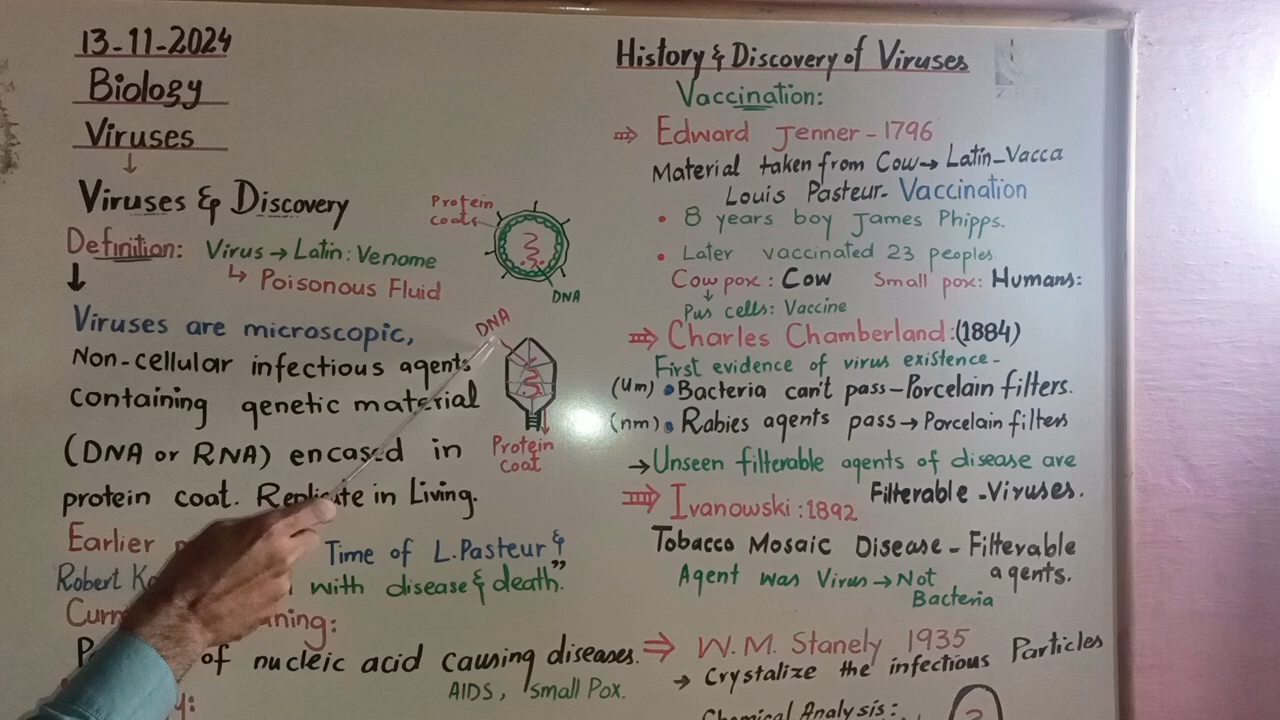 13-11-2024
Biology
Viruses
↓
Viruses & Discovery
Definition: Virus → Latin: Venome
↳ Poisonous Fluid
Viruses are microscopic,
Non-cellular infectious agents
containing genetic material
(DNA or RNA) encased in
protein coat. Replicate in Living.
Earlier Time of L.Pasteur &
Robert with disease & death."
of nucleic acid causing diseases.
AIDS, Small Pox.
Protein
coats
DNA
DNA
Protein
Coat
History & Discovery of Viruses
Vaccination:
⇒ Edward Jenner - 1796
Material taken from Cow → Latin-Vacca
Louis Pasteur- Vaccination
• 8 years boy James Phipps.
• Later vaccinated 23 peoples.
Cow pox : Cow Small pox: Humans:
↓
Pus cells: Vaccine
⇒ Charles Chamberland: (1884)
First evidence of virus existence-
(Um) • Bacteria can't pass-Porcelain filters.
(nm) • Rabies agents pass → Porcelain filters
→ Unseen filterable agents of disease are
Filterable -Viruses.
⇒ Ivanowski : 1892
Tobacco Mosaic Disease - Filterable
agents.
Agent was Virus → Not
Bacteria
⇒ W.M. Stanely 1935
→ Crystalize the infectious Particles
Chemical Analysis: